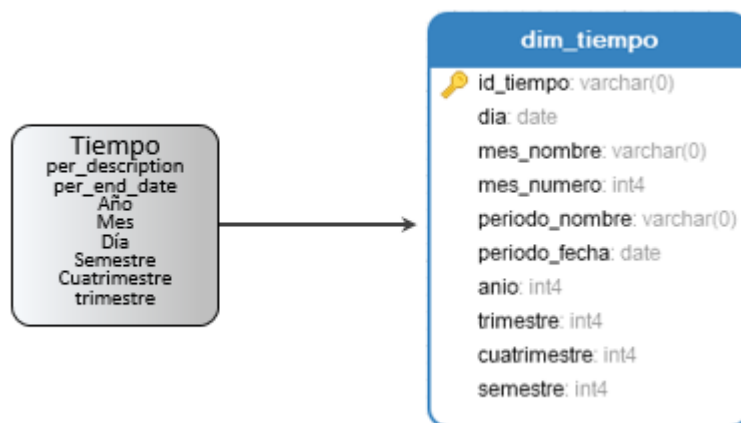 Tiempo
per_description
per_end_date
Año
Mes
Día
Semestre
Cuatrimestre
trimestre
dim_tiempo
id_tiempo: varchar(0)
dia: date
mes_nombre: varchar(0)
mes_numero: int4
periodo_nombre: varchar(0)
periodo_fecha: date
anio: int4
trimestre: int4
cuatrimestre: int4
semestre: int4